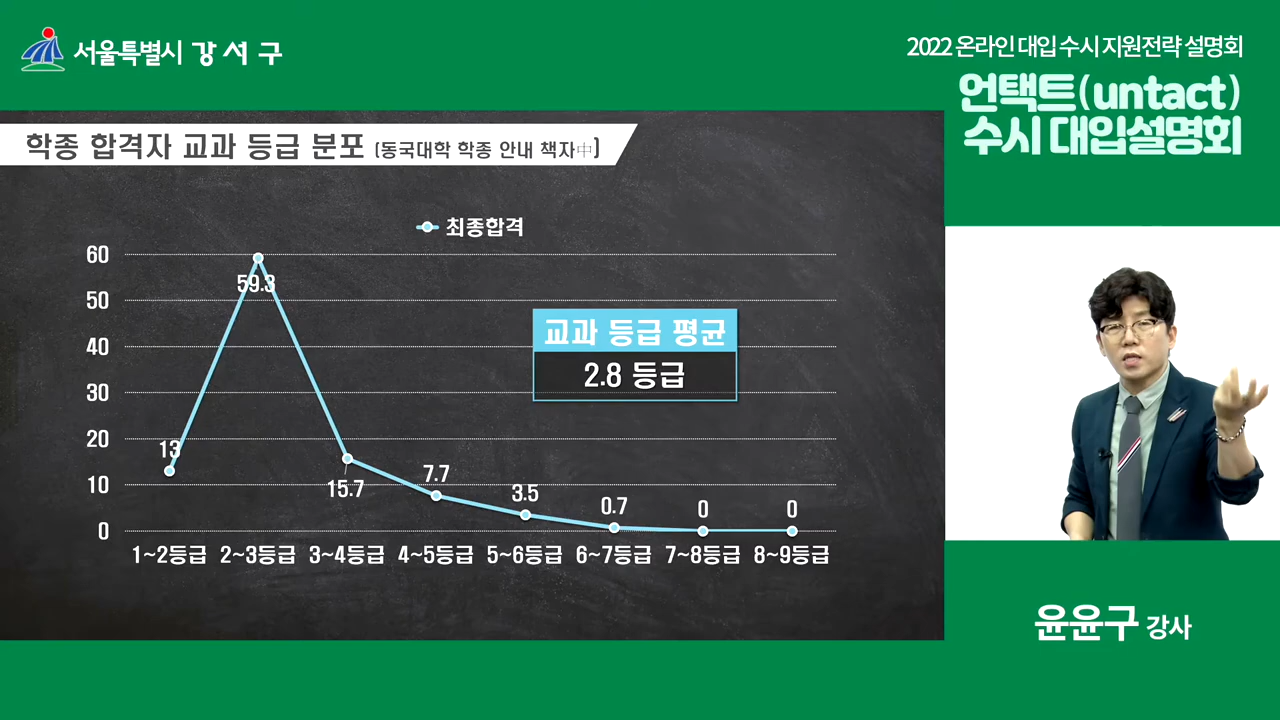 서울특별시 강서구
2022 온라인 대입 수시 지원전략 설명회
언택트(untact)
수시 대입설명회
학종 합격자 교과 등급 분포 (동국대학 학종 안내 책자中)
최종합격
60
50
40
30
20
10
0
13
59.3
15.7
7.7
3.5
0.7
0
0
교과 등급 평균
2.8 등급
1~2등급 2~3등급 3~4등급 4~5등급 5~6등급 6~7등급 7~8등급 8~9등급
윤윤구 강사